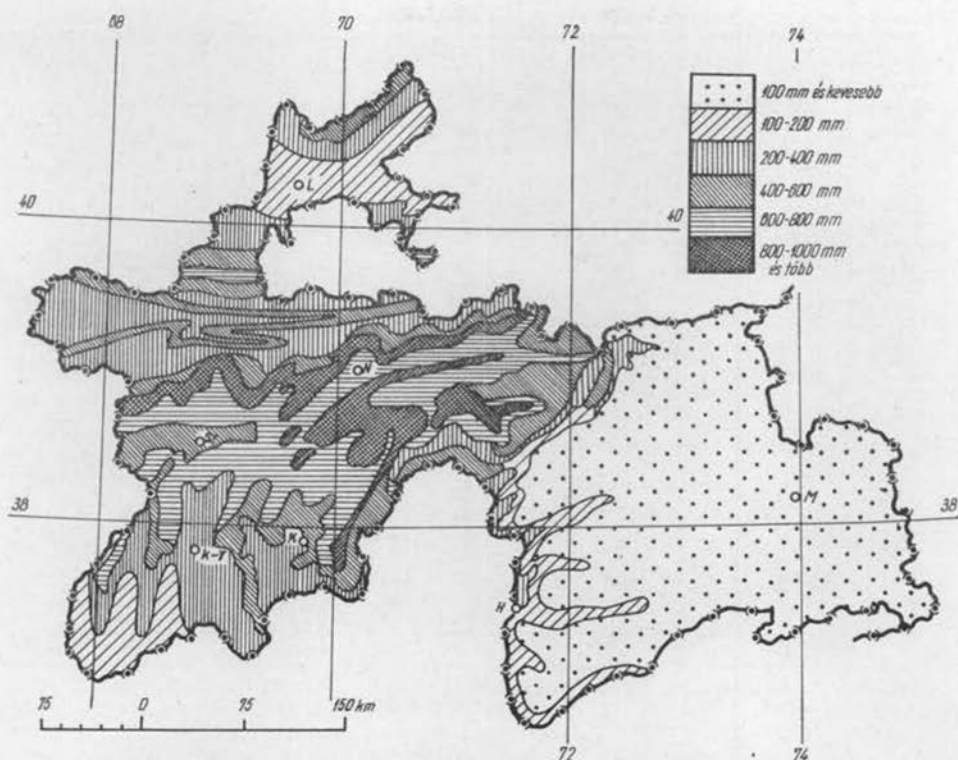 68
70
72
74
100 mm és kevesebb
100-200 mm
200-400 mm
400-600 mm
600-800 mm
800-1000 mm
és több
L
40
40
N
M
38
38
K-T
K
H
75
0
75
150 km
72
74